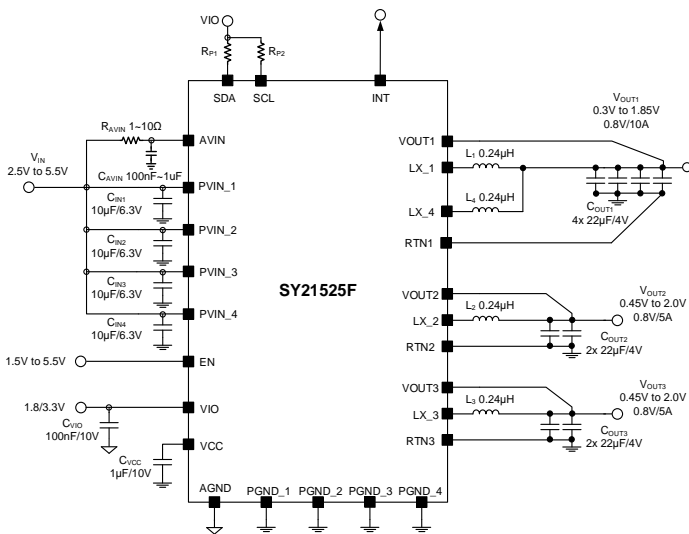 VIO
RP1
RP2
SDA
SCL
INT
RAVIN 1~10Ω
AVIN
VIN
2.5V to 5.5V
CAVIN 100nF~1uF
PVIN_1
CIN1
10µF/6.3V
PVIN_2
CIN2
10µF/6.3V
PVIN_3
CIN3
10µF/6.3V
PVIN_4
CIN4
10µF/6.3V
EN
1.5V to 5.5V
VIO
1.8/3.3V
CVIO
100nF/10V
VCC
CVCC
1µF/10V
AGND
PGND_1
PGND_2
PGND_3
PGND_4
SY21525F
VOUT1
LX_1
L1 0.24µH
LX_4
L4 0.24µH
RTN1
VOUT1
0.3V to 1.85V
0.8V/10A
COUT1
4x 22µF/4V
VOUT2
LX_2
L2 0.24µH
RTN2
VOUT2
0.45V to 2.0V
0.8V/5A
COUT2
2x 22µF/4V
VOUT3
LX_3
L3 0.24µH
RTN3
VOUT3
0.45V to 2.0V
0.8V/5A
COUT3
2x 22µF/4V